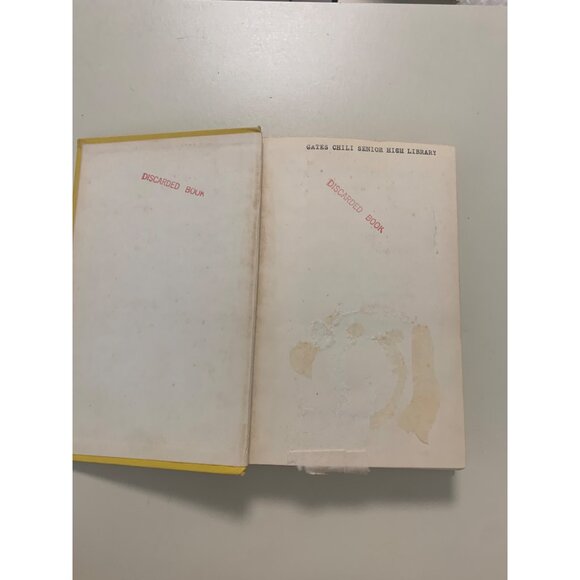 DISCARDED BOOK
GATES CHILI SENIOR HIGH LIBRARY
DISCARDED BOOK